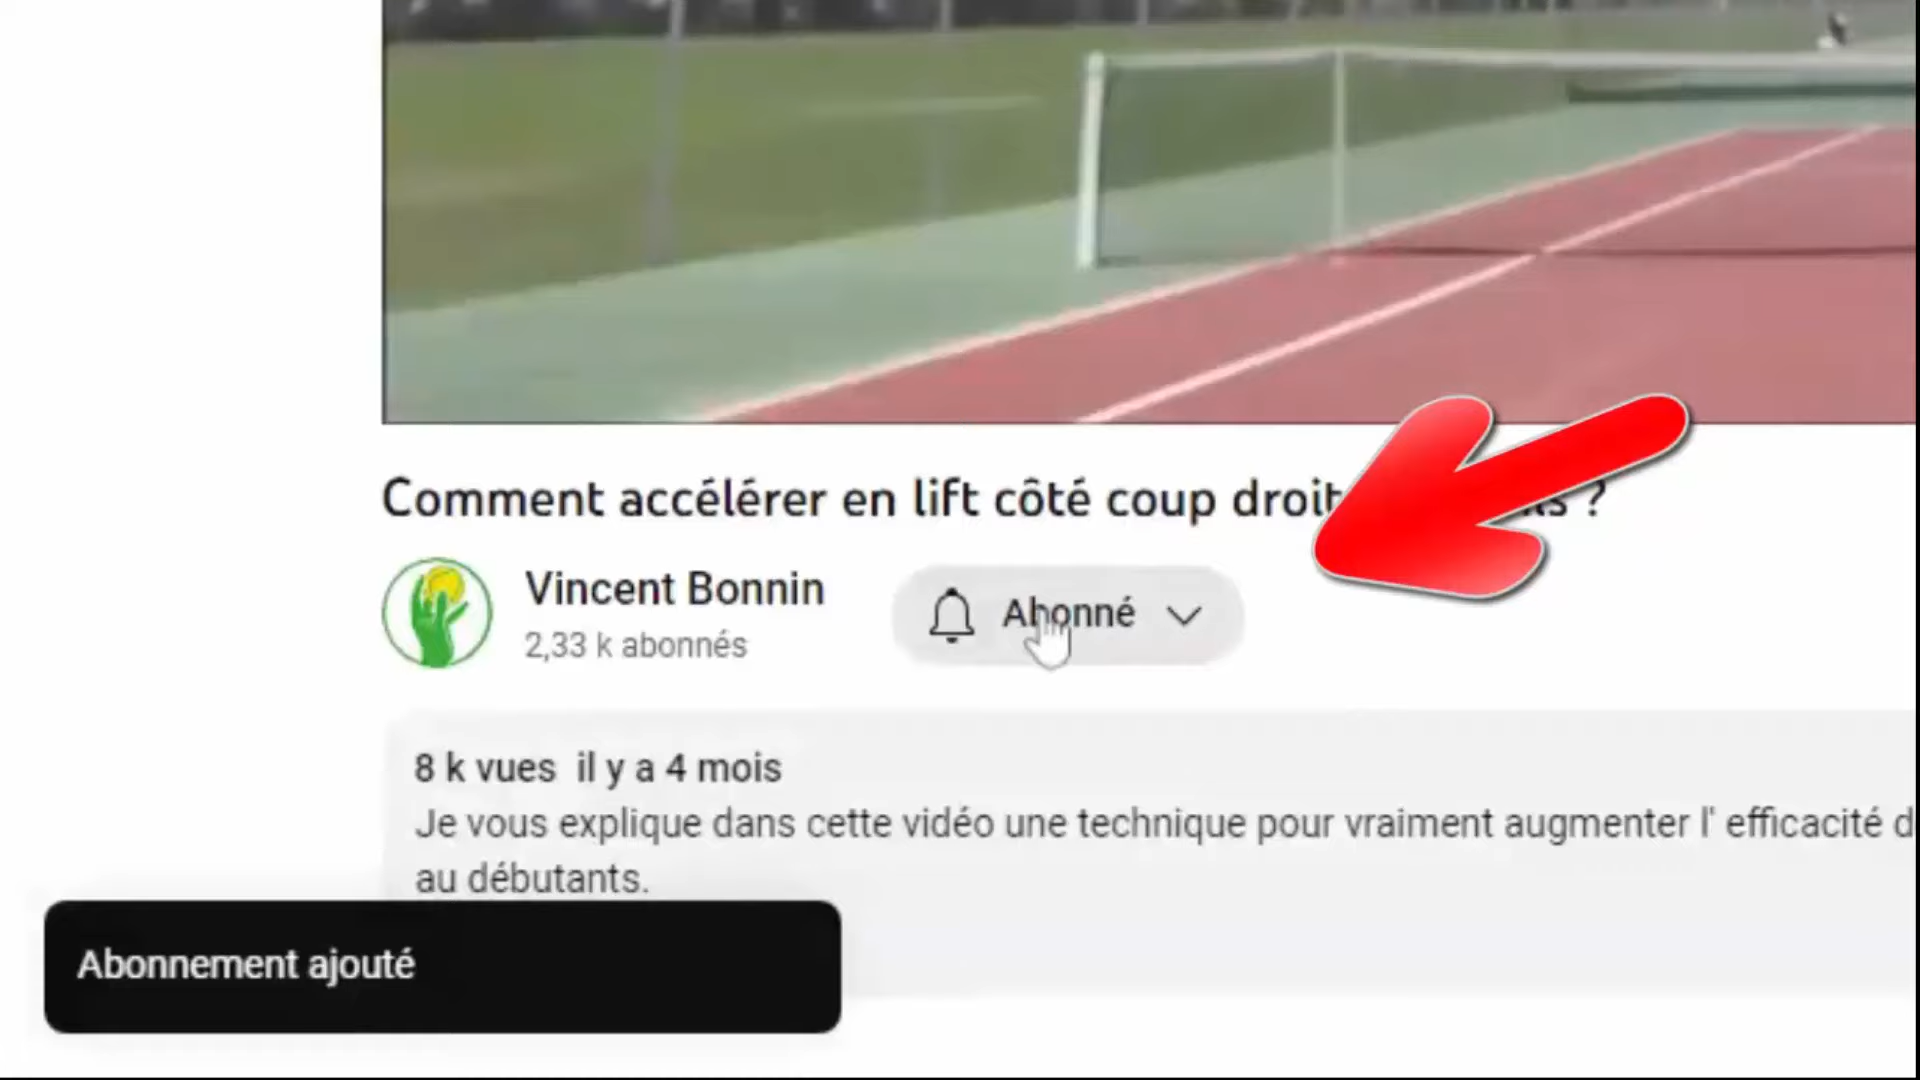 Comment accélérer en lift côté coup droit ?
Vincent Bonnin
2,33 k abonnés
Abonné
8 k vues il y a 4 mois
Je vous explique dans cette vidéo une technique pour vraiment augmenter l' efficacité
au débutants.
Abonnement ajouté